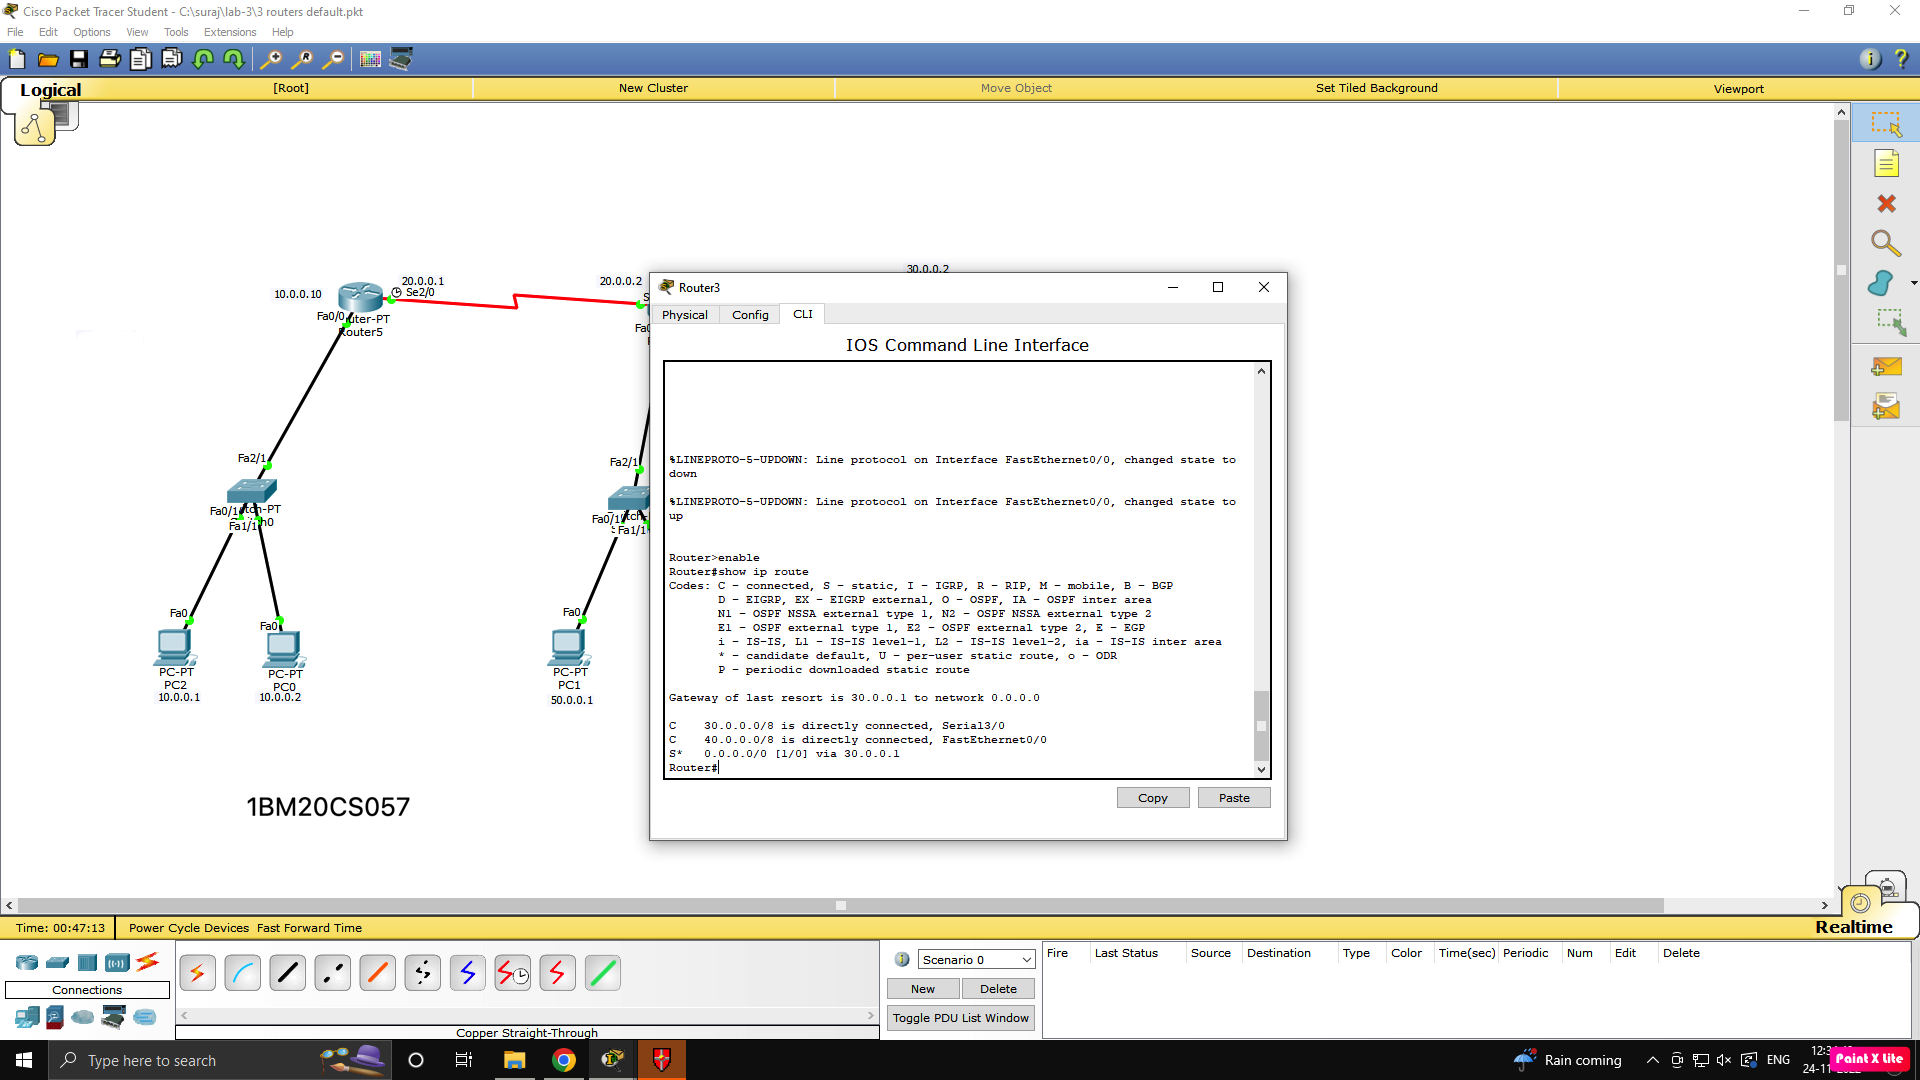 Cisco Packet Tracer Student - C:\suraj\lab-3\3 routers default.pkt
File Edit Options View Tools Extensions Help
Logical [Root] New Cluster Move Object Set Tiled Background Viewport
30.0.0.2
10.0.0.10
20.0.0.1
Se2/0
20.0.0.2
Fa0/0
Router5
Fa2/1
Fa0/1
Fa1/1
Fa0
Fa0
PC-PT
PC2
10.0.0.1
PC-PT
PC0
10.0.0.2
Fa2/1
Fa0/1
Fa1/1
Fa0
PC-PT
PC1
50.0.0.1
1BM20CS057
Router3
Physical Config CLI
IOS Command Line Interface
%LINEPROTO-5-UPDOWN: Line protocol on Interface FastEthernet0/0, changed state to
down
%LINEPROTO-5-UPDOWN: Line protocol on Interface FastEthernet0/0, changed state to
up
Router>enable
Router#show ip route
Codes: C - connected, S - static, I - IGRP, R - RIP, M - mobile, B - BGP
D - EIGRP, EX - EIGRP external, O - OSPF, IA - OSPF inter area
N1 - OSPF NSSA external type 1, N2 - OSPF NSSA external type 2
E1 - OSPF external type 1, E2 - OSPF external type 2, E - EGP
i - IS-IS, L1 - IS-IS level-1, L2 - IS-IS level-2, ia - IS-IS inter area
* - candidate default, U - per-user static route, o - ODR
P - periodic downloaded static route
Gateway of last resort is 30.0.0.1 to network 0.0.0.0
C 30.0.0.0/8 is directly connected, Serial3/0
C 40.0.0.0/8 is directly connected, FastEthernet0/0
S* 0.0.0.0/0 [1/0] via 30.0.0.1
Router#
Copy Paste
Time: 00:47:13 Power Cycle Devices Fast Forward Time
Realtime
Connections
Copper Straight-Through
Scenario 0
New Delete
Toggle PDU List Window
Fire Last Status Source Destination Type Color Time(sec) Periodic Num Edit Delete
Type here to search
Rain coming
ENG
Paint X lite